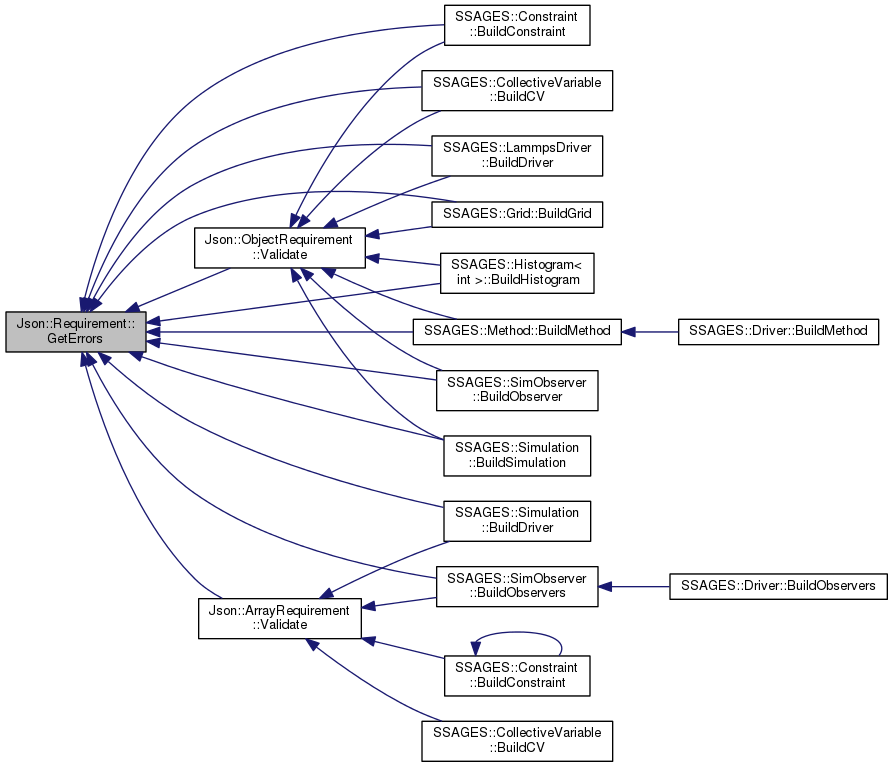 SSAGES::Constraint
::BuildConstraint
SSAGES::CollectiveVariable
::BuildCV
SSAGES::LammpsDriver
::BuildDriver
SSAGES::Grid::BuildGrid
Json::ObjectRequirement
::Validate
SSAGES::Histogram<
int >::BuildHistogram
Json::Requirement::
GetErrors
SSAGES::Method::BuildMethod
SSAGES::Driver::BuildMethod
SSAGES::SimObserver
::BuildObserver
SSAGES::Simulation
::BuildSimulation
SSAGES::Simulation
::BuildDriver
SSAGES::SimObserver
::BuildObservers
SSAGES::Driver::BuildObservers
Json::ArrayRequirement
::Validate
SSAGES::Constraint
::BuildConstraint
SSAGES::CollectiveVariable
::BuildCV